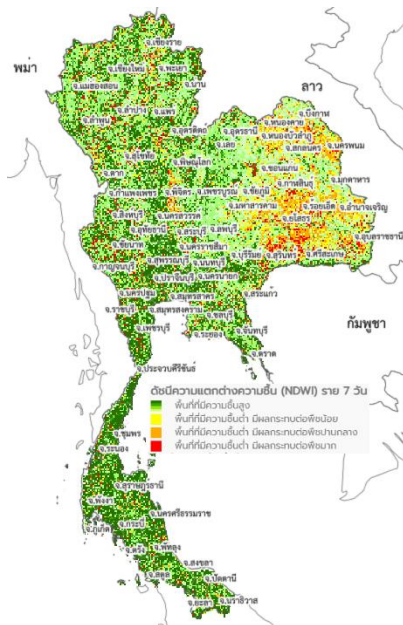 จ.เชียงราย
พม่า
จ.เชียงใหม่
จ.พะเยา
จ.น่าน
จ.แม่ฮ่องสอน
ลาว
จ.ลำปาง
จ.แพร่
จ.ลำพูน
จ.บึงกาฬ
จ.อุตรดิตถ์
จ.อุดรธานี
จ.หนองคาย
จ.หนองบัวลำภู
จ.นครพนม
จ.เลย
จ.สกลนคร
จ.สุโขทัย
จ.พิษณุโลก
จ.ตาก
จ.ขอนแก่น
จ.มุกดาหาร
จ.กำแพงเพชร
จ.พิจิตร
จ.เพชรบูรณ์
จ.ชัยภูมิ
จ.กาฬสินธุ์
จ.มหาสารคาม
จ.ร้อยเอ็ด
จ.อำนาจเจริญ
จ.สิงห์บุรี
จ.นครสวรรค์
จ.ยโสธร
จ.อุทัยธานี
จ.สระบุรี
จ.ลพบุรี
จ.อุบลราชธานี
จ.ชัยนาท
จ.นครราชสีมา
จ.บุรีรัมย์
จ.สุรินทร์
จ.ศรีสะเกษ
จ.สุพรรณบุรี
จ.นนทบุรี
จ.กาญจนบุรี
จ.ปราจีนบุรี
จ.นครนายก
จ.สระแก้ว
จ.นครปฐม
จ.สมุทรสาคร
จ.ราชบุรี
จ.สมุทรสงคราม
จ.ชลบุรี
กัมพูชา
จ.เพชรบุรี
จ.ระยอง
จ.จันทบุรี
จ.ตราด
จ.ประจวบคีรีขันธ์
ดัชนีความแตกต่างความชื้น (NDWI) ราย 7 วัน
พื้นที่ที่มีความชื้นสูง
พื้นที่ที่มีความชื้นต่ำ มีผลกระทบต่อพืชน้อย
พื้นที่ที่มีความชื้นต่ำ มีผลกระทบต่อพืชปานกลาง
พื้นที่ที่มีความชื้นต่ำ มีผลกระทบต่อพืชมาก
จ.ชุมพร
จ.ระนอง
จ.สุราษฎร์ธานี
จ.พังงา
จ.นครศรีธรรมราช
จ.ภูเก็ต
จ.กระบี่
จ.ตรัง
จ.พัทลุง
จ.สงขลา
จ.สตูล
จ.ปัตตานี
จ.ยะลา
จ.นราธิวาส